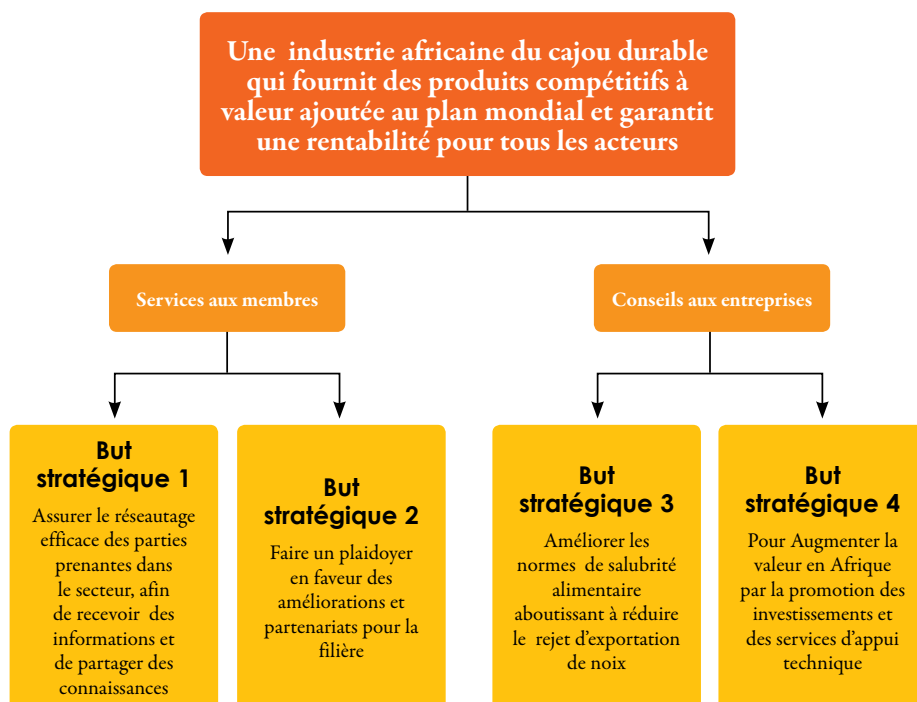 Une industrie africaine du cajou durable
qui fournit des produits compétitifs à
valeur ajoutée au plan mondial et garantit
une rentabilité pour tous les acteurs
Services aux membres
Conseils aux entreprises
But
stratégique 1
Assurer le réseautage
efficace des parties
prenantes dans
le secteur, afin
de recevoir des
informations et
de partager des
connaissances
But
stratégique 2
Faire un plaidoyer
en faveur des
améliorations et
partenariats pour la
filière
But
stratégique 3
Améliorer les
normes de salubrité
alimentaire
aboutissant à réduire
le rejet d'exportation
de noix
But
stratégique 4
Pour Augmenter la
valeur en Afrique
par la promotion des
investissements et
des services d'appui
technique